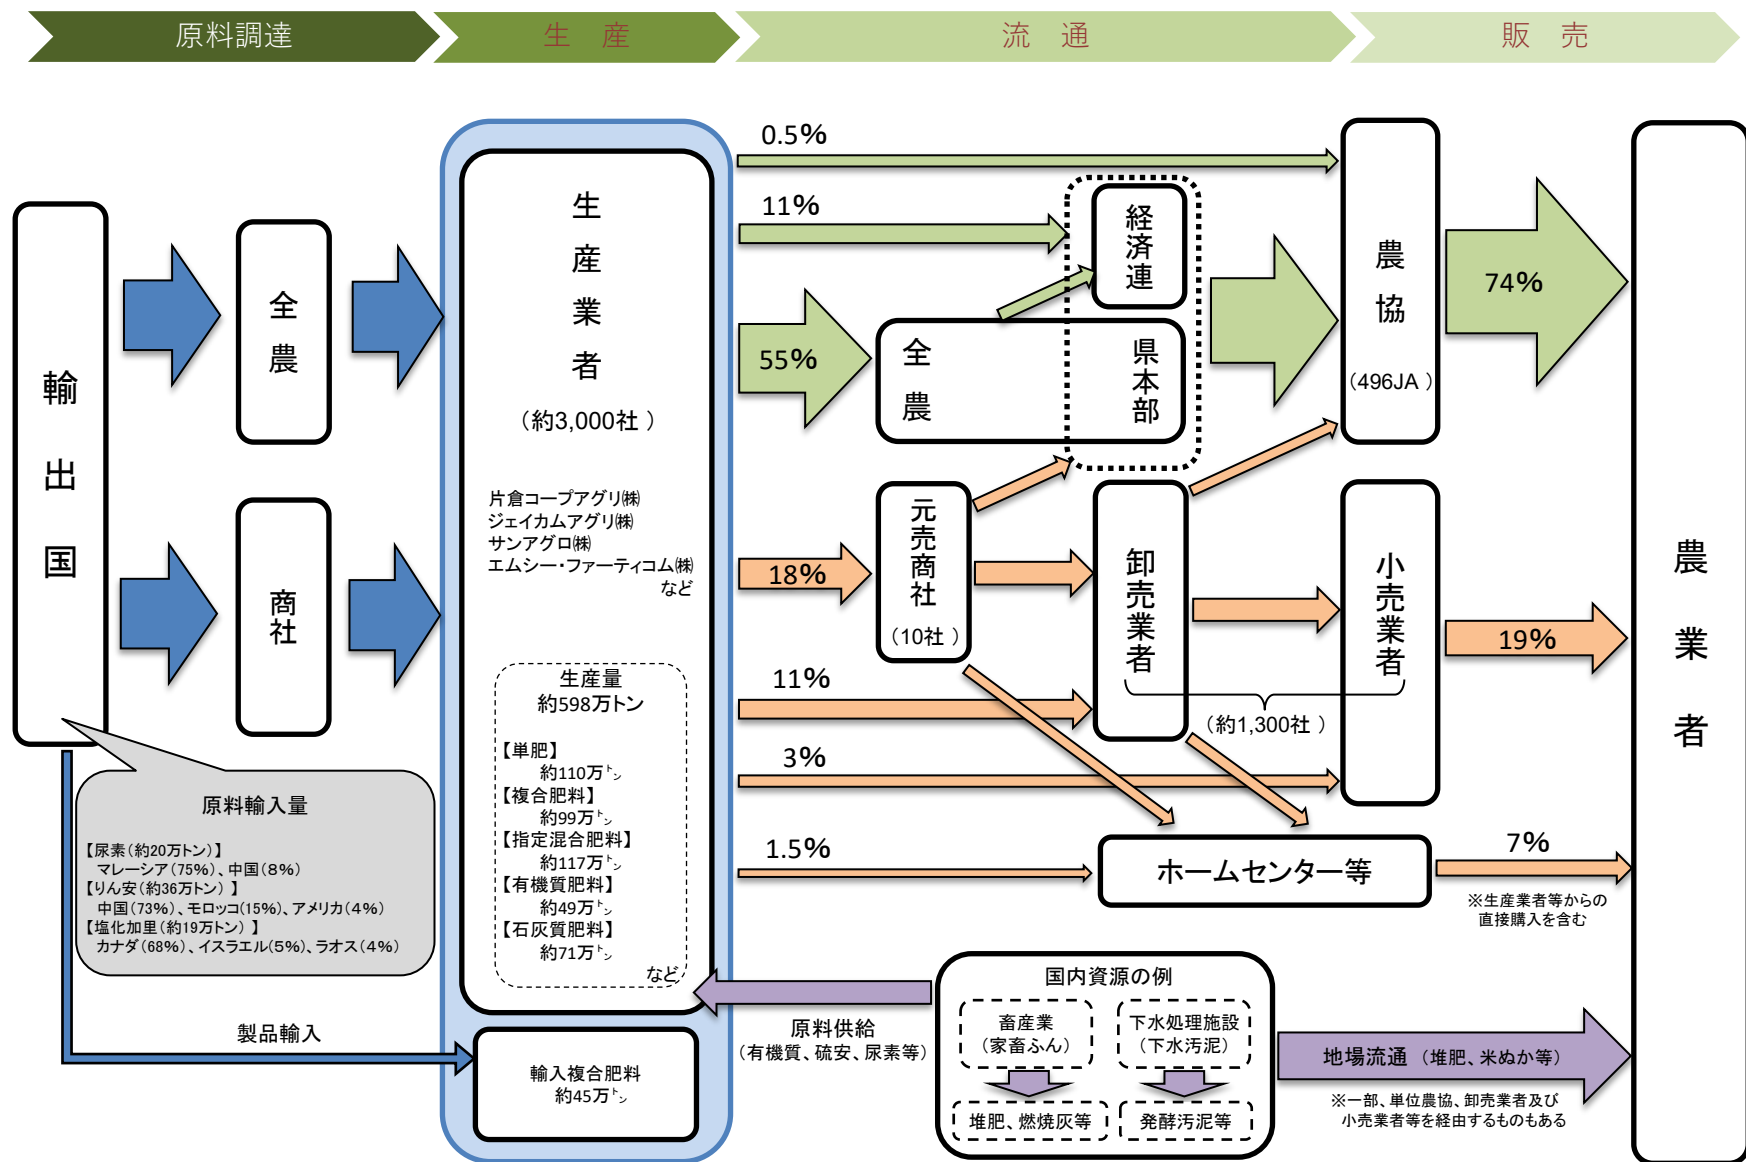 原料調達
生　産
流　通
販　売
輸出国
全農
商社
生産業者
（約3,000社）
片倉コープアグリ㈱
ジェイカムアグリ㈱
サンアグロ㈱
エムシー・ファーティコム㈱
など
生産量
約598万トン
【単肥】
約110万㌧
【複合肥料】
約99万㌧
【指定混合肥料】
約117万㌧
【有機質肥料】
約49万㌧
【石灰質肥料】
約71万㌧
など
輸入複合肥料
約45万㌧
原料輸入量
【尿素（約20万トン）】
マレーシア（75%）、中国（8%）
【りん安（約36万トン）】
中国（73%）、モロッコ（15%）、アメリカ（4%）
【塩化加里（約19万トン）】
カナダ（68%）、イスラエル（5%）、ラオス（4%）
製品輸入
0.5%
11%
55%
18%
11%
3%
1.5%
経済連
全農
県本部
元売商社
（10社）
卸売業者
小売業者
（約1,300社）
ホームセンター等
農協
（496JA）
74%
19%
7%
※生産業者等からの
直接購入を含む
農業者
原料供給
（有機質、硫安、尿素等）
国内資源の例
畜産業
（家畜ふん）
下水処理施設
（下水汚泥）
堆肥、燃焼灰等
発酵汚泥等
地場流通（堆肥、米ぬか等）
※一部、単位農協、卸売業者及び
小売業者等を経由するものもある